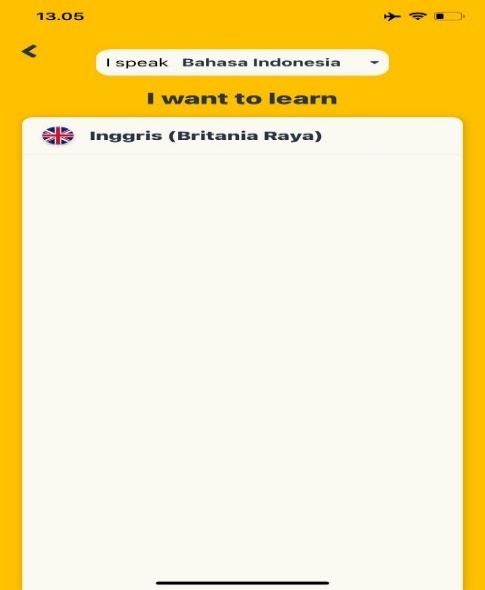 13.05
I speak Bahasa Indonesia
I want to learn
Inggris (Britania Raya)